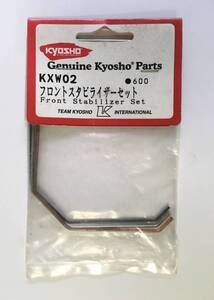 KYOSHO
Genuine Kyosho Parts
KXW02 ●600
フロントスタビライザーセット
Front Stabilizer Set
TEAM KYOSHO K INTERNATIONAL